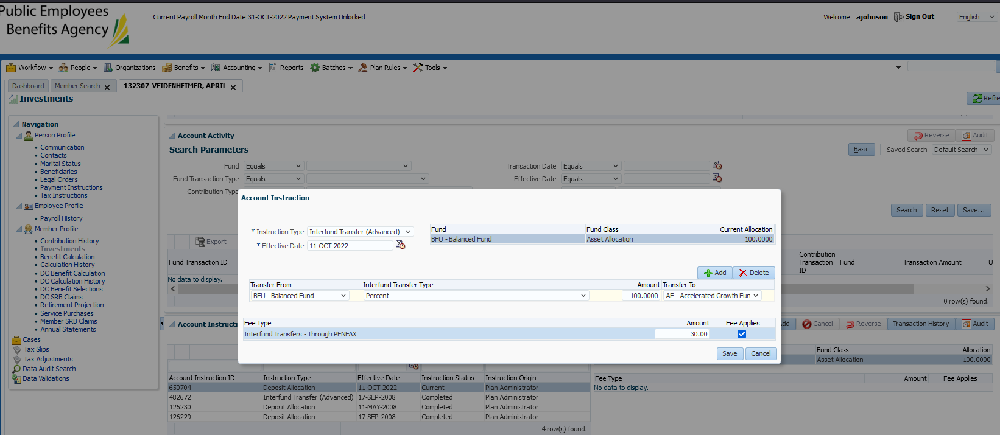 Public Employees
Benefits Agency
Current Payroll Month End Date 31-OCT-2022 Payment System Unlocked
Welcome ajohnson Sign Out English
Workflow People Organizations Benefits Accounting Reports Batches Plan Rules Tools
Dashboard Member Search 132307-VEIDENHEIMER, APRIL
Investments
Refre
Navigation
Person Profile
Communication
Contacts
Marital Status
Beneficiaries
Legal Orders
Payment Instructions
Tax Instructions
Employee Profile
Payroll History
Member Profile
Contribution History
Investments
Benefit Calculation
Calculation History
DC Benefit Calculation
DC Calculation History
DC Benefit Selections
DC SRB Claims
Retirement Projection
Service Purchases
Member SRB Claims
Annual Statements
Cases
Tax Slips
Tax Adjustments
Data Audit Search
Data Validations
Account Activity
Reverse Audit
Search Parameters
Basic Saved Search Default Search
Fund Equals
Transaction Date Equals
Fund Transaction Type Equals
Effective Date Equals
Contribution Type
Search Reset Save...
Export
Fund Transaction ID
Contribution
Transaction
ID
Fund Transaction Amount U
No data to display.
0 row(s) found.
Account Instruction
Instruction Type Interfund Transfer (Advanced)
Effective Date 11-OCT-2022
Fund Fund Class Current Allocation
BFU - Balanced Fund Asset Allocation 100.0000
Add Delete
Transfer From Interfund Transfer Type Amount Transfer To
BFU - Balanced Fund Percent 100.0000 AF - Accelerated Growth Fun
Fee Type Amount Fee Applies
Interfund Transfers - Through PENFAX 30.00
Save Cancel
Account Instructi
dd Cancel Reverse Transaction History Audit
Fund Class Allocation
Asset Allocation 100.0000
Account Instruction ID Instruction Type Effective Date Instruction Status Instruction Origin
650704 Deposit Allocation 11-OCT-2022 Current Plan Administrator
482672 Interfund Transfer (Advanced) 17-SEP-2008 Completed Plan Administrator
126230 Deposit Allocation 11-MAY-2008 Completed Plan Administrator
126229 Deposit Allocation 17-SEP-2008 Completed Plan Administrator
4 row(s) found.
Fee Type Amount Fee Applies
No data to display.